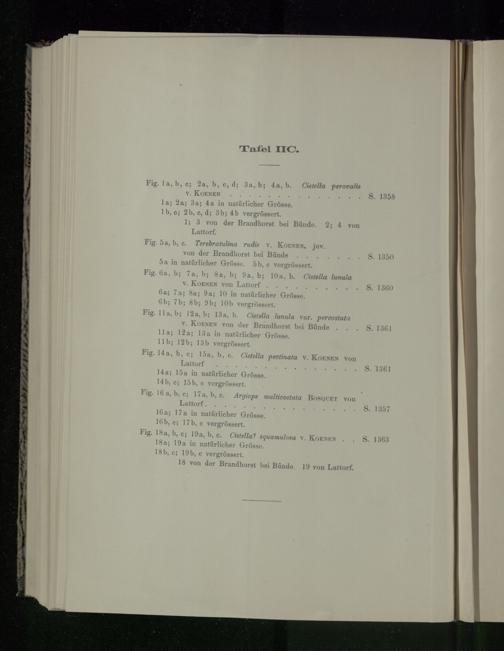 Tafel IIC.
Fig. 1a, b, c; 2a, b, c, d; 3a, b; 4a, b. Cistella perovalis
v. Koenen . . . . . . . . . . . . . . S. 1358
1a; 2a; 3a; 4a in natürlicher Grösse.
1b, c; 2b, c, d; 3b; 4b vergrössert.
1; 3 von der Brandhorst bei Bünde. 2; 4 von
Lattorf.
Fig. 5a, b, c. Terebratulina rudis v. Koenen, juv.
von der Brandhorst bei Bünde . . . . . . . S. 1350
5a in natürlicher Grösse. 5b, c vergrössert.
Fig. 6a, b; 7a, b; 8a, b; 9a, b; 10a, b. Cistella lunula
v. Koenen von Lattorf . . . . . . . . . . S. 1360
6a; 7a; 8a; 9a; 10 in natürlicher Grösse.
6b; 7b; 8b; 9b; 10b vergrössert.
Fig. 11a, b; 12a, b; 13a, b. Cistella lunula var. percostata
v. Koenen von der Brandhorst bei Bünde . . . S. 1361
11a; 12a; 13a in natürlicher Grösse.
11b; 12b; 13b vergrössert.
Fig. 14a, b, c; 15a, b, c. Cistella pectinata v. Koenen von
Lattorf . . . . . . . . . . . . . . . . S. 1361
14a; 15a in natürlicher Grösse.
14b, c; 15b, c vergrössert.
Fig. 16a, b, c; 17a, b, c. Argiope multicostata Bosquet von
Lattorf . . . . . . . . . . . . . . . . S. 1357
16a; 17a in natürlicher Grösse.
16b, c; 17b, c vergrössert.
Fig. 18a, b, c; 19a, b, c. Cistella? squamulosa v. Koenen . . S. 1363
18a; 19a in natürlicher Grösse.
18b, c; 19b, c vergrössert.
18 von der Brandhorst bei Bünde. 19 von Lattorf.